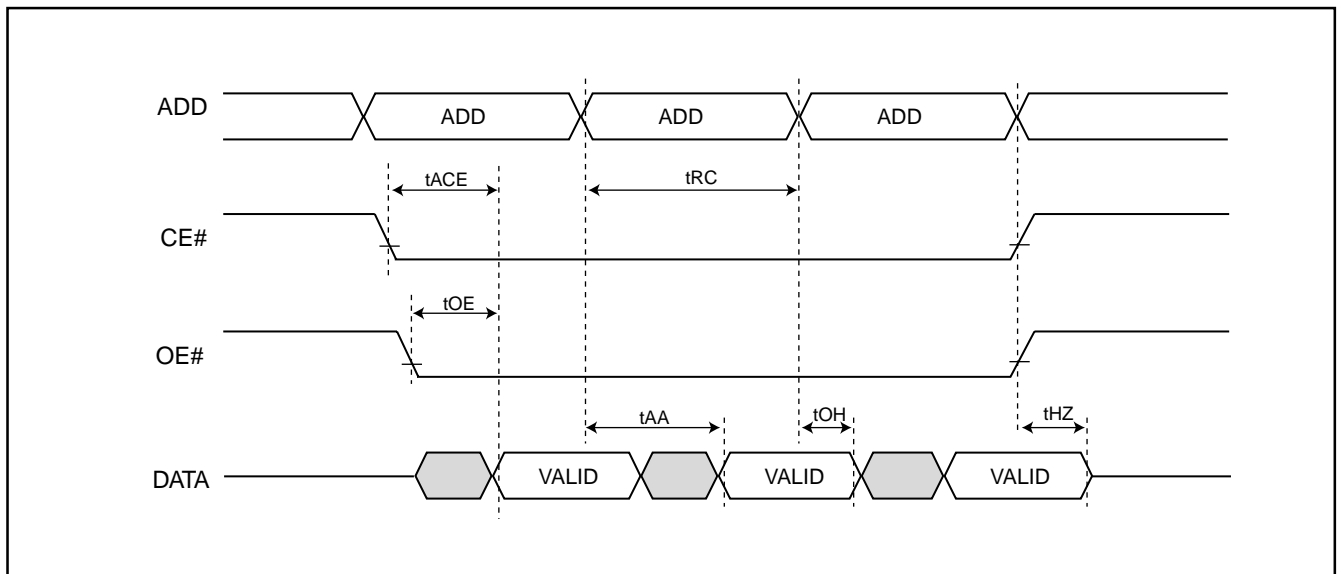 ADD
ADD ADD ADD
tACE tRC
CE#
tOE
OE#
tAA tOH tHZ
DATA
VALID VALID VALID